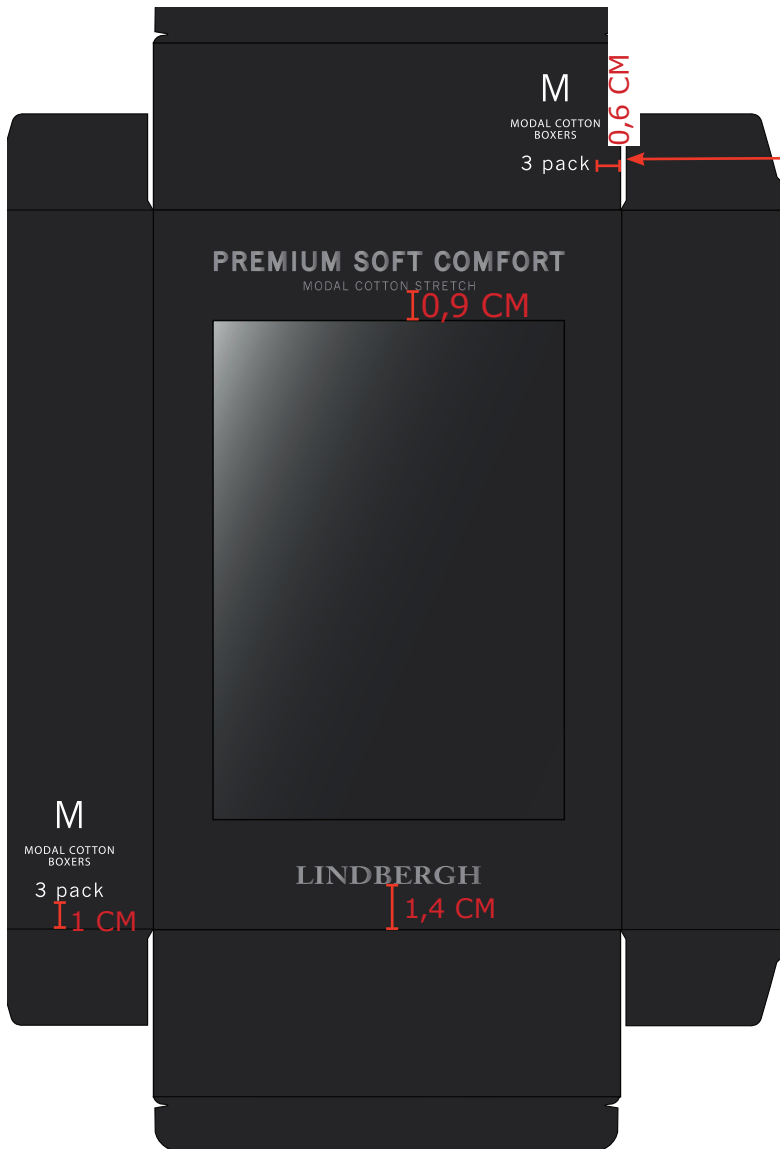 M
MODAL COTTON
BOXERS
3 pack
0,6 CM
PREMIUM SOFT COMFORT
MODAL COTTON STRETCH
0,9 CM
M
MODAL COTTON
BOXERS
3 pack
1 CM
LINDBERGH
1,4 CM